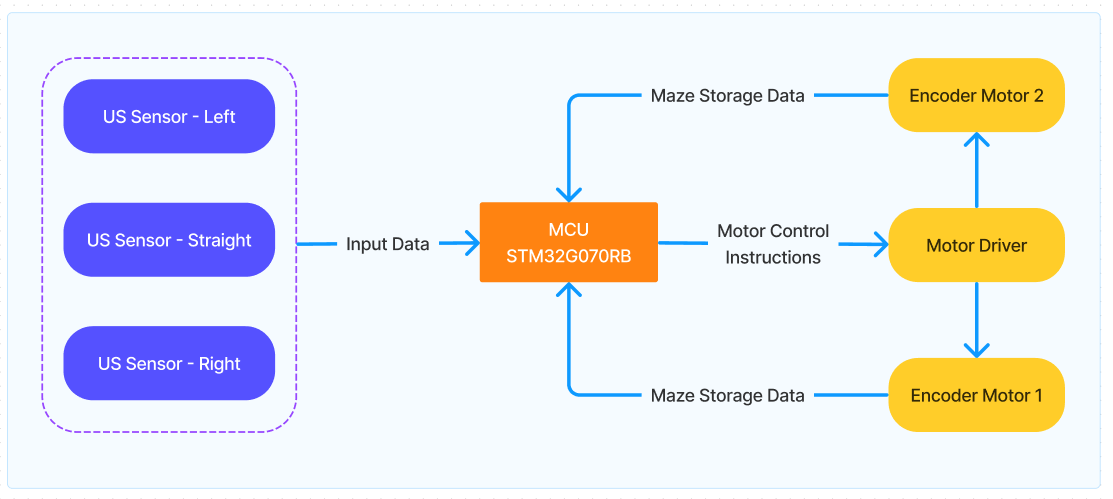 US Sensor - Left
US Sensor - Straight
US Sensor - Right
Input Data
MCU
STM32G070RB
Maze Storage Data
Motor Control
Instructions
Maze Storage Data
Encoder Motor 2
Motor Driver
Encoder Motor 1